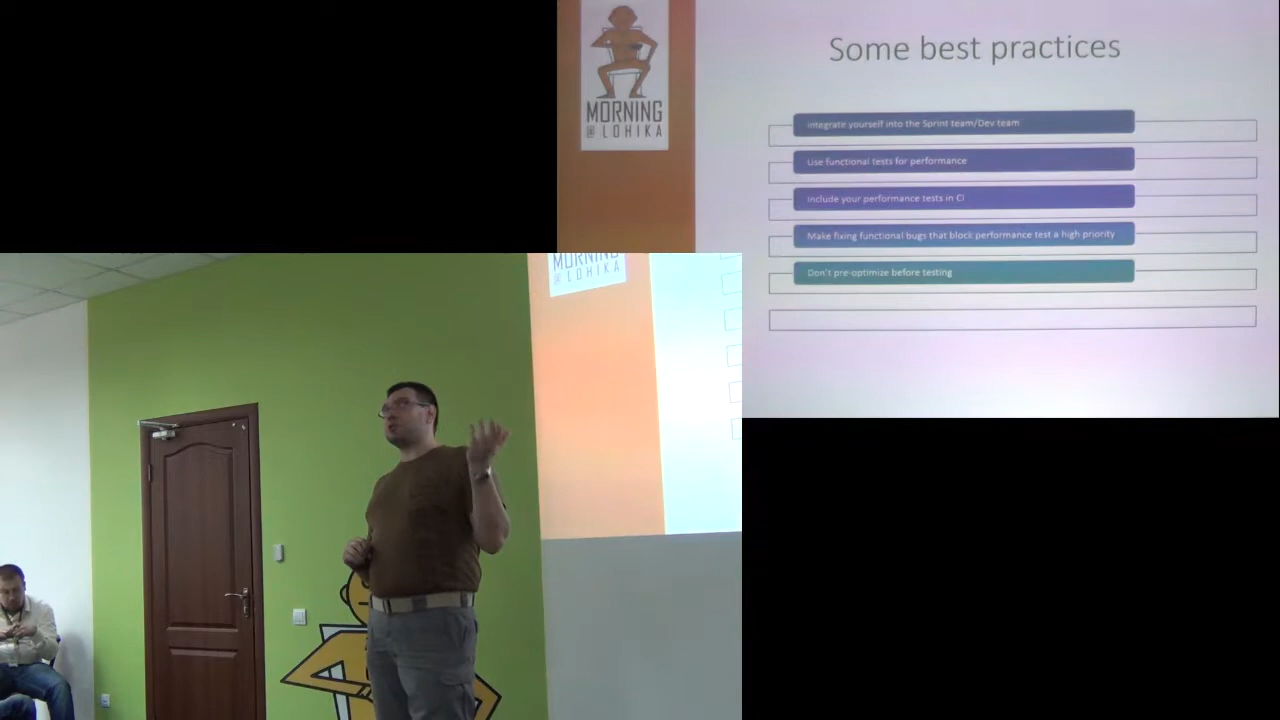 MORNING
@ LOHIKA
Some best practices
Integrate yourself into the Sprint team/Dev team
Use functional tests for performance
Include your performance tests in CI
Make fixing functional bugs that block performance test a high priority
Don't pre-optimize before testing
MORNING
@ LOHIKA